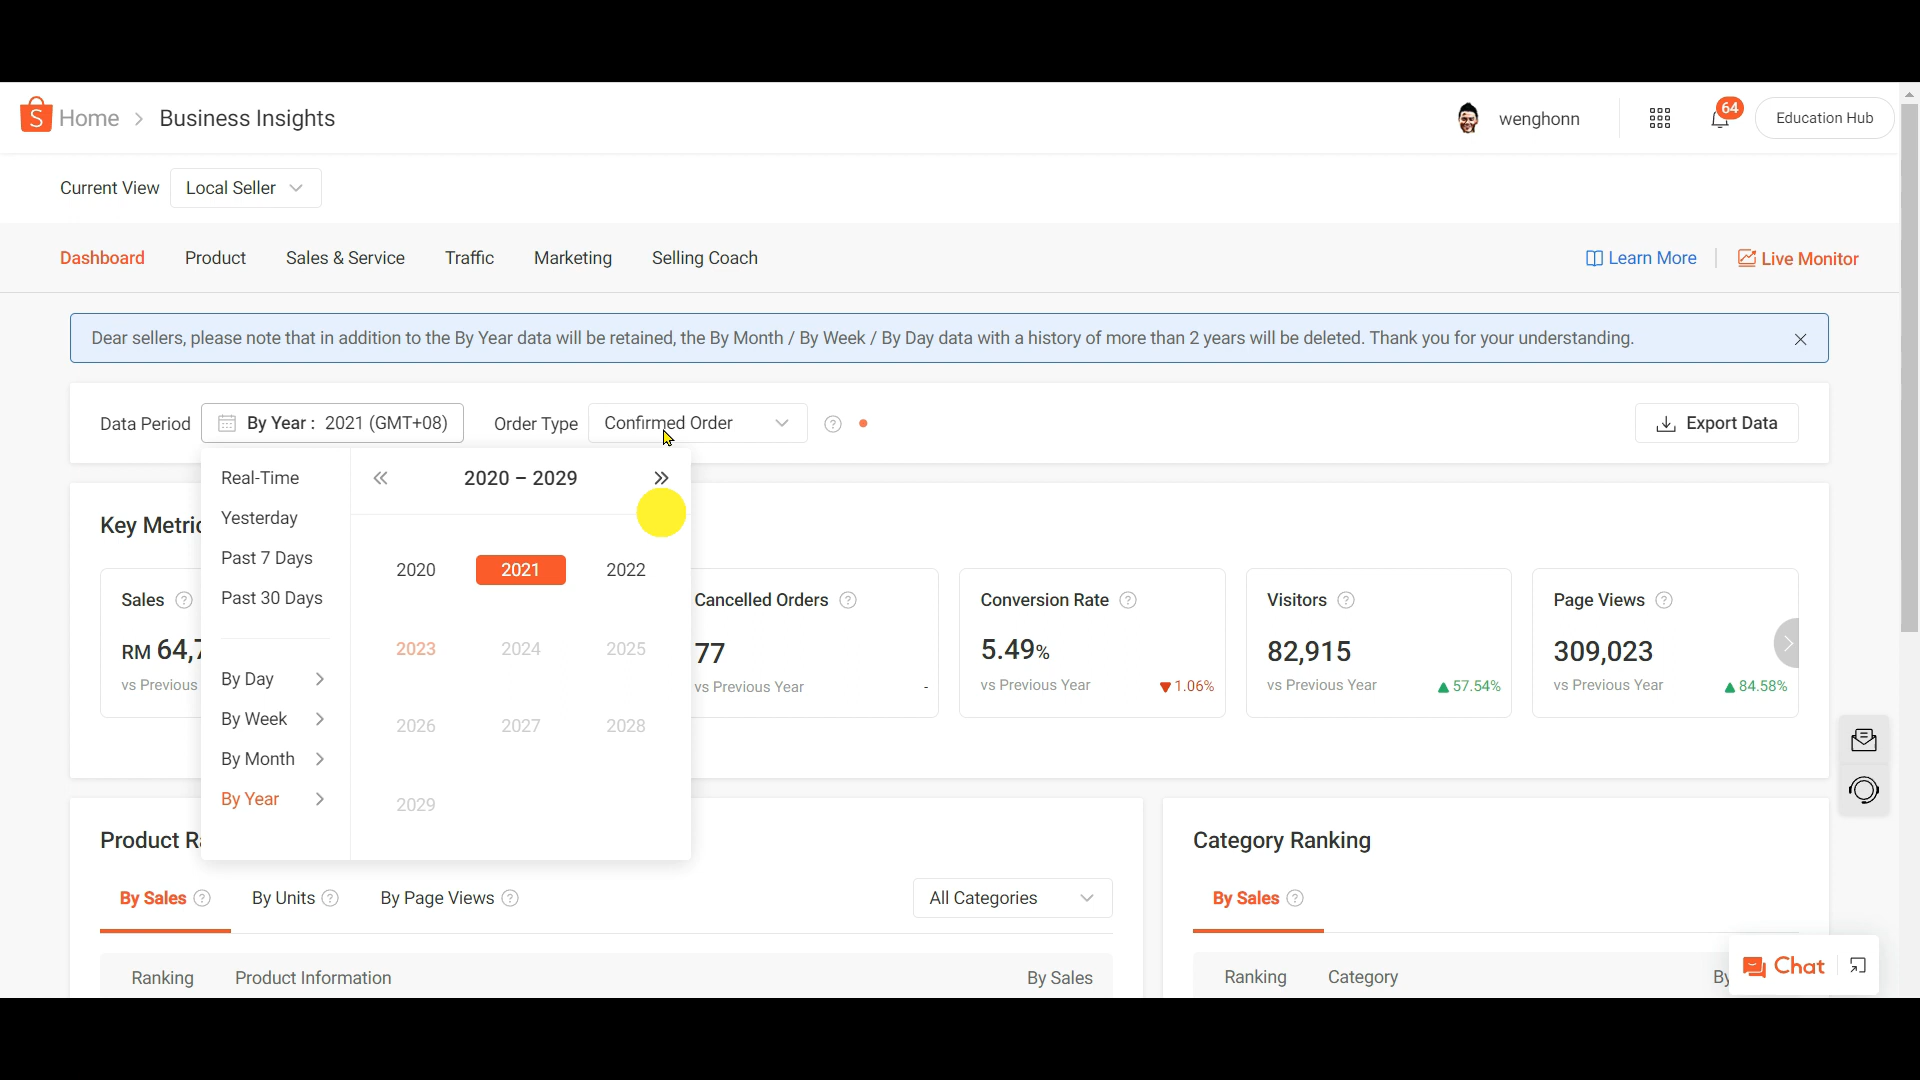 S Home > Business Insights
wenghonn
64
Education Hub
Current View Local Seller
Dashboard Product Sales & Service Traffic Marketing Selling Coach
Learn More | Live Monitor
Dear sellers, please note that in addition to the By Year data will be retained, the By Month / By Week / By Day data with a history of more than 2 years will be deleted. Thank you for your understanding.
Data Period By Year : 2021 (GMT+08) Order Type Confirmed Order
Export Data
Real-Time
Yesterday
Past 7 Days
Past 30 Days
By Day
By Week
By Month
By Year
2020 – 2029
2020 2021 2022
2023 2024 2025
2026 2027 2028
2029
Key Metric
Sales
RM 64,7
vs Previous
Cancelled Orders
77
vs Previous Year -
Conversion Rate
5.49%
vs Previous Year 1.06%
Visitors
82,915
vs Previous Year 57.54%
Page Views
309,023
vs Previous Year 84.58%
Product Ra
By Sales By Units By Page Views
All Categories
Ranking Product Information By Sales
Category Ranking
By Sales
Ranking Category By
Chat